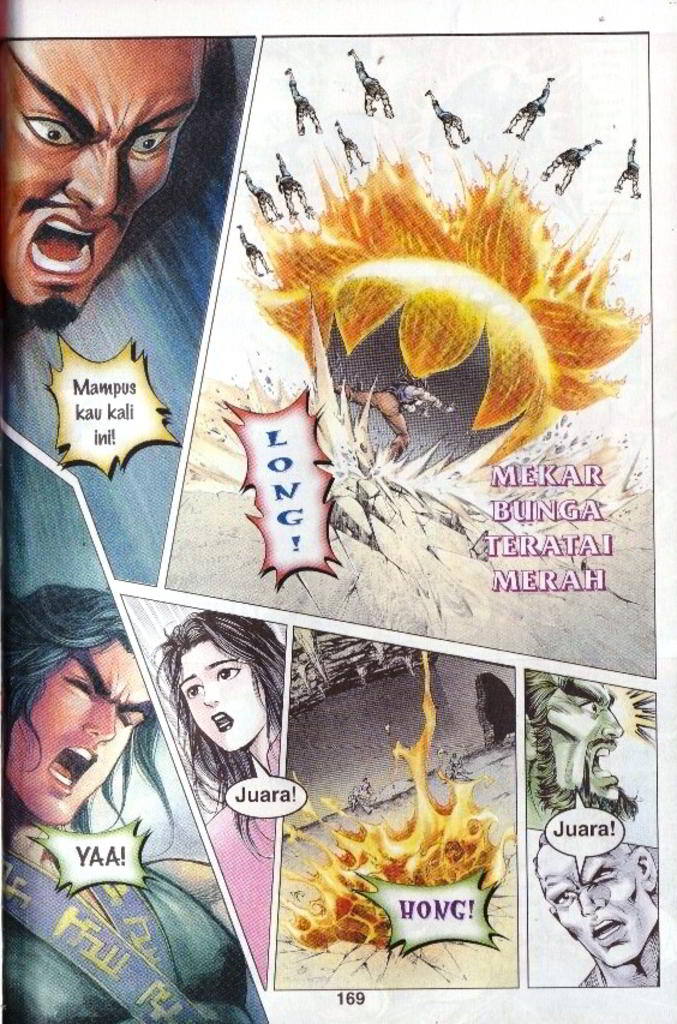 Mampus
kau kali
ini!
LONG!
MEKAR
BUNGA
TERATAI
MERAH
YAA!
Juara!
HONG!
Juara!
169